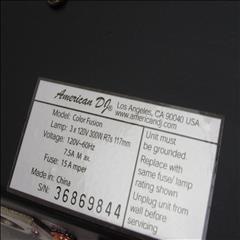 American DJ®
Los Angeles,
CA 90040 USA
www.americandj.com
Model: Color Fusion
Lamp: 3 x 120V 300W R7s 117mm
Voltage: 120V~60Hz
7.5A M
Fuse: 15 A mper
Made in: China
S/N: 36869844
Unit must
be grounded.
Replace with
same fuse/ lamp
rating shown
Unplug unit from
wall before
servicing